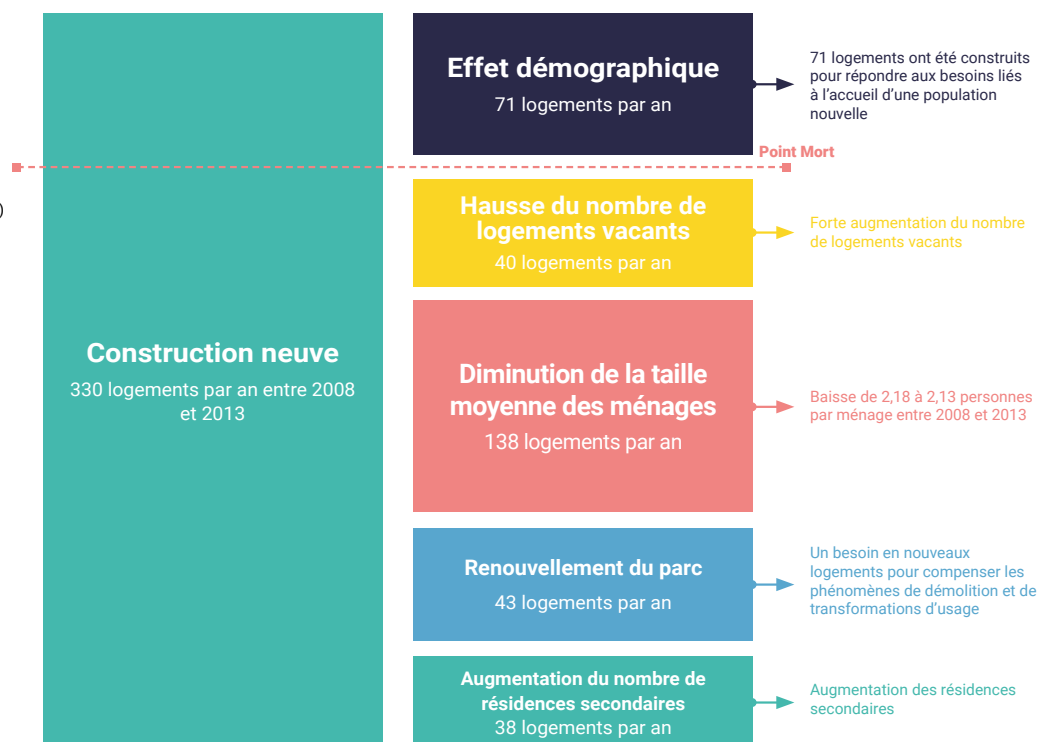 )
Construction neuve
330 logements par an entre 2008
et 2013
Effet démographique
71 logements par an
71 logements ont été construits
pour répondre aux besoins liés
à l’accueil d’une population
nouvelle
Point Mort
Hausse du nombre de
logements vacants
40 logements par an
Forte augmentation du nombre
de logements vacants
Diminution de la taille
moyenne des ménages
138 logements par an
Baisse de 2,18 à 2,13 personnes
par ménage entre 2008 et 2013
Renouvellement du parc
43 logements par an
Un besoin en nouveaux
logements pour compenser les
phénomènes de démolition et de
transformations d’usage
Augmentation du nombre de
résidences secondaires
38 logements par an
Augmentation des résidences
secondaires